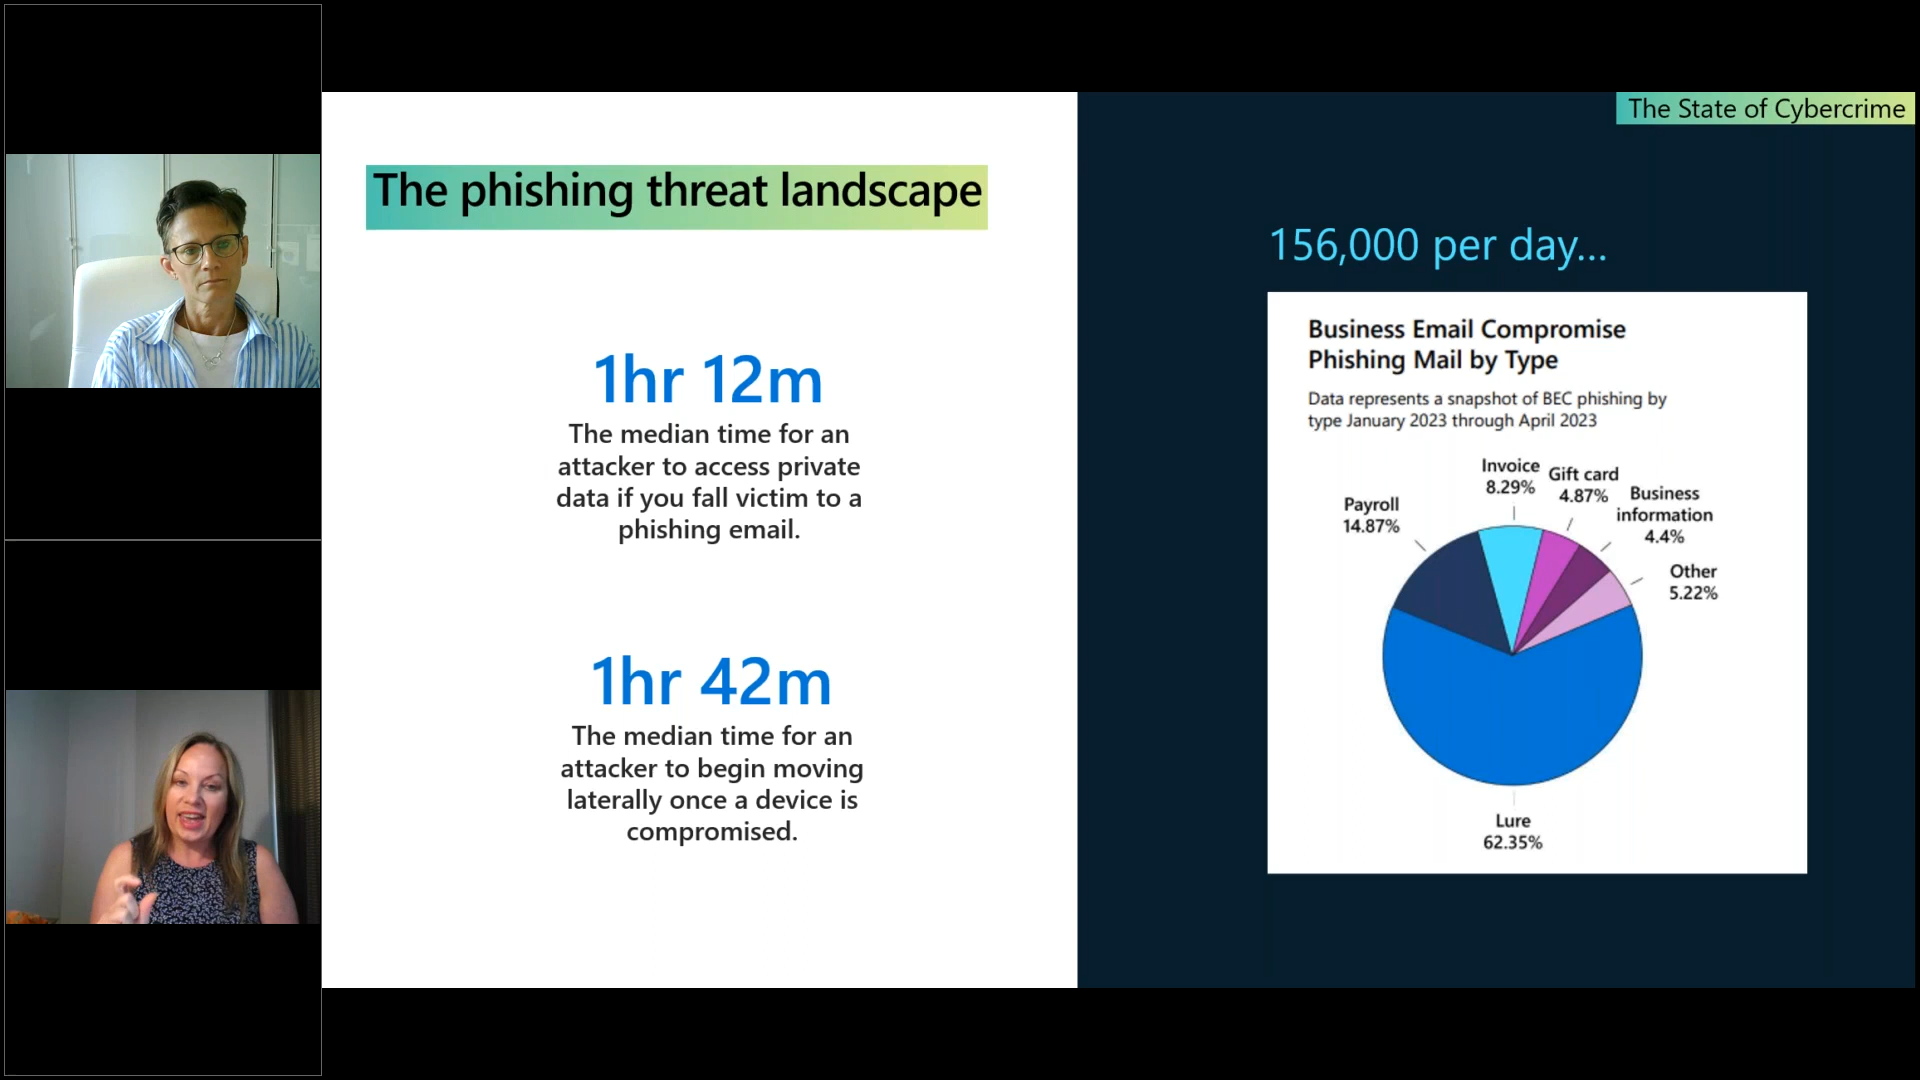 The State of Cybercrime
The phishing threat landscape
1hr 12m
The median time for an
attacker to access private
data if you fall victim to a
phishing email.
1hr 42m
The median time for an
attacker to begin moving
laterally once a device is
compromised.
156,000 per day...
Business Email Compromise
Phishing Mail by Type
Data represents a snapshot of BEC phishing by
type January 2023 through April 2023
Invoice
8.29%
Gift card
4.87%
Business
information
4.4%
Payroll
14.87%
Other
5.22%
Lure
62.35%